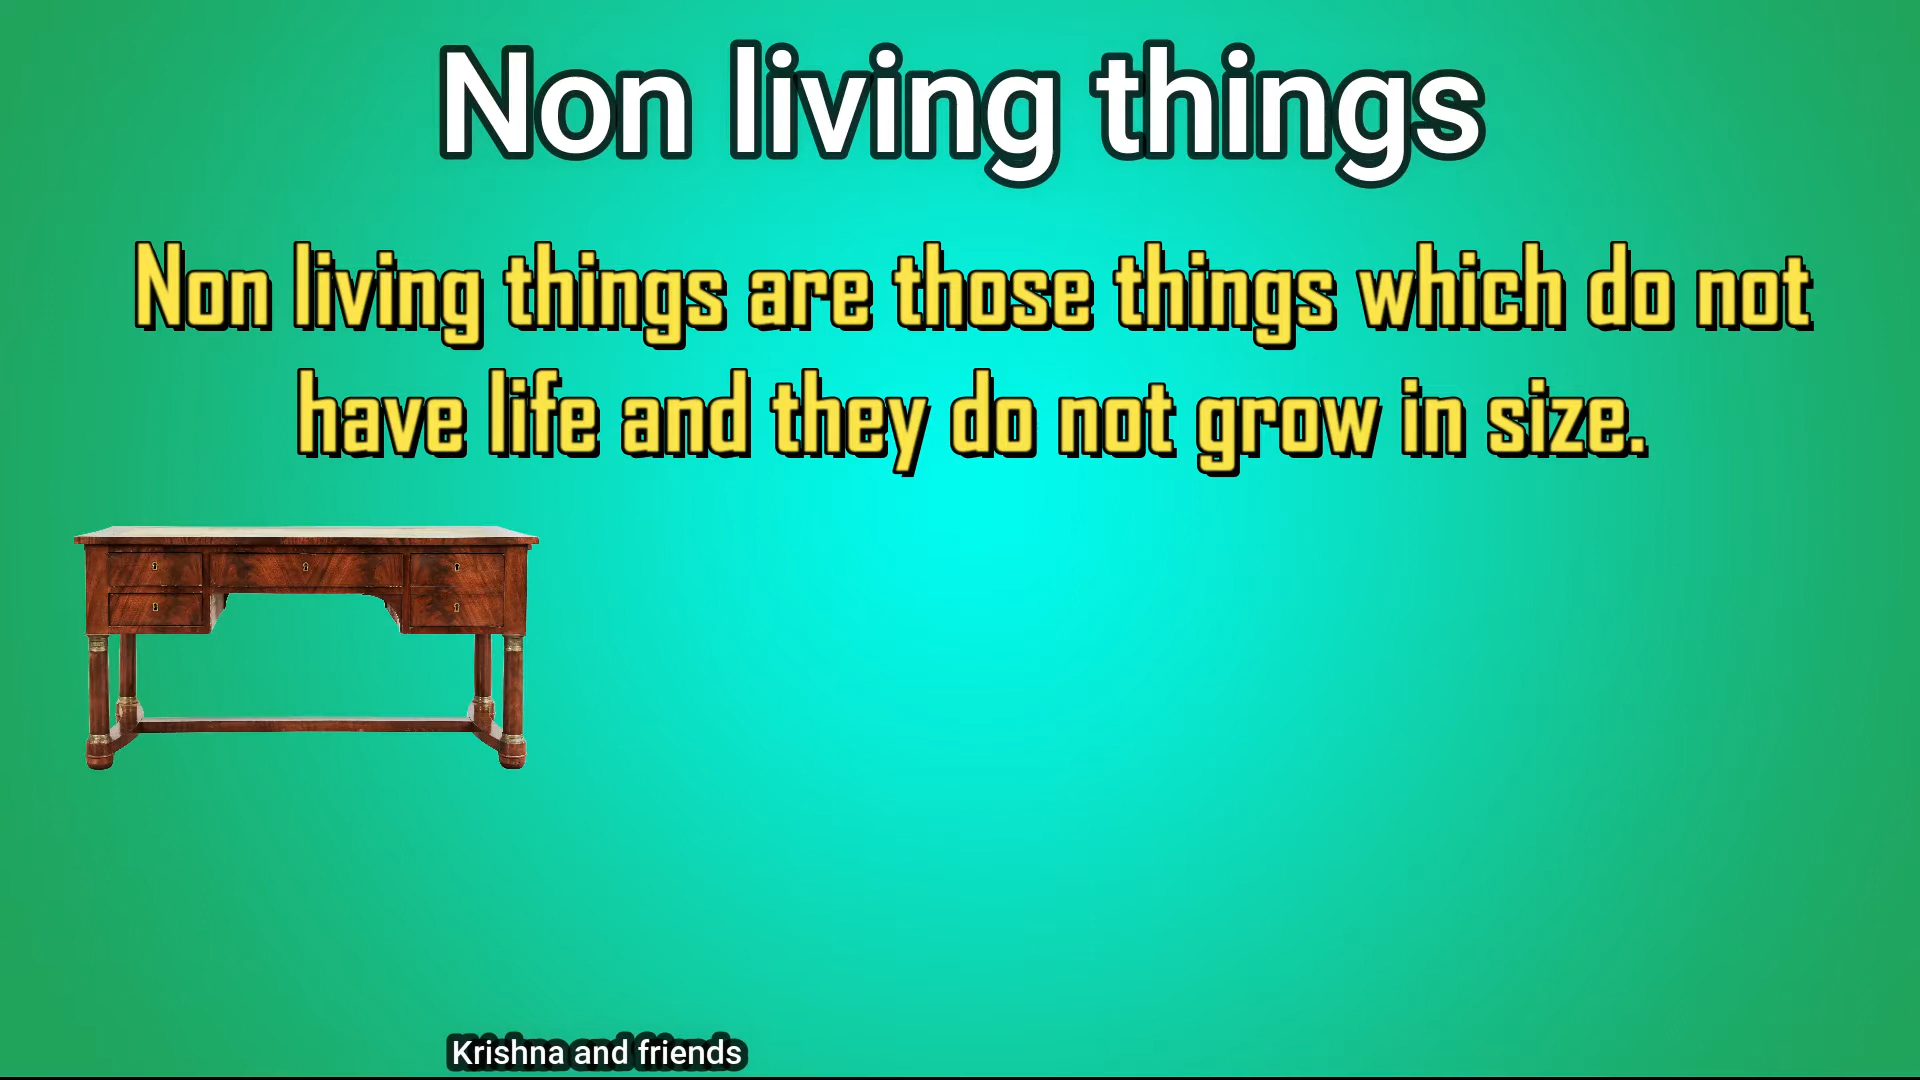 Non living things
Non living things are those things which do not
have life and they do not grow in size.
Krishna and friends